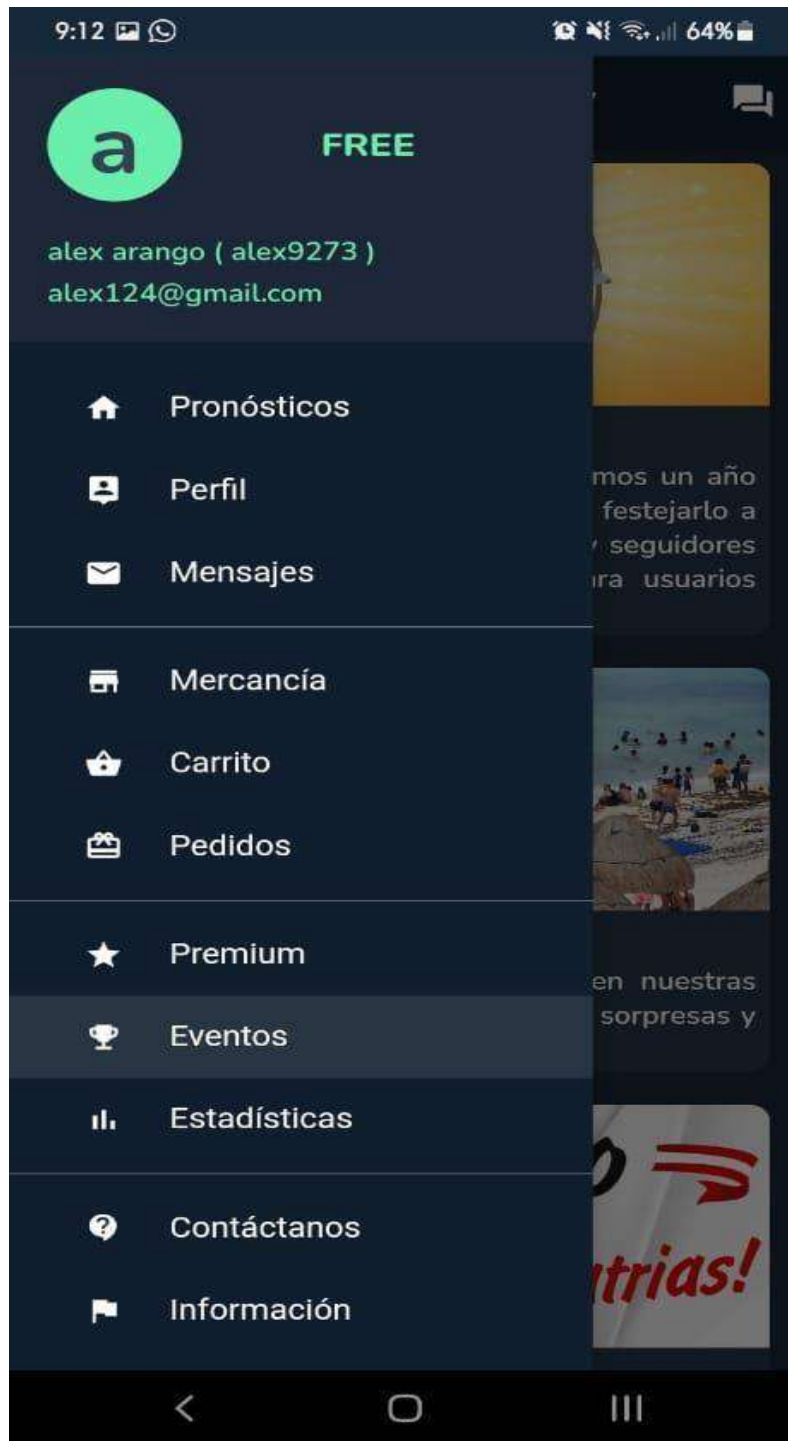 9:12
64%
a
FREE
alex arango ( alex9273 )
alex124@gmail.com
Pronósticos
Perfil
Mensajes
Mercancía
Carrito
Pedidos
Premium
Eventos
Estadísticas
Contáctanos
Información
mos un año
festejarlo a
y seguidores
ra usuarios
en nuestras
sorpresas y
O
trias!